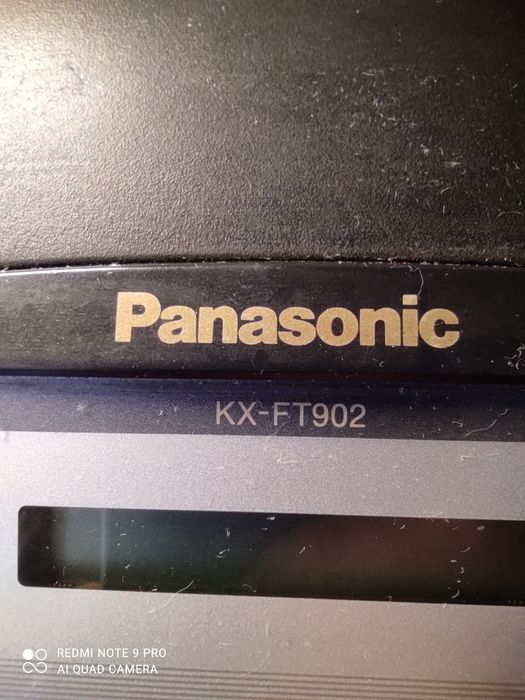 Panasonic
KX-FT902
REDMI NOTE 9 PRO
AI QUAD CAMERA